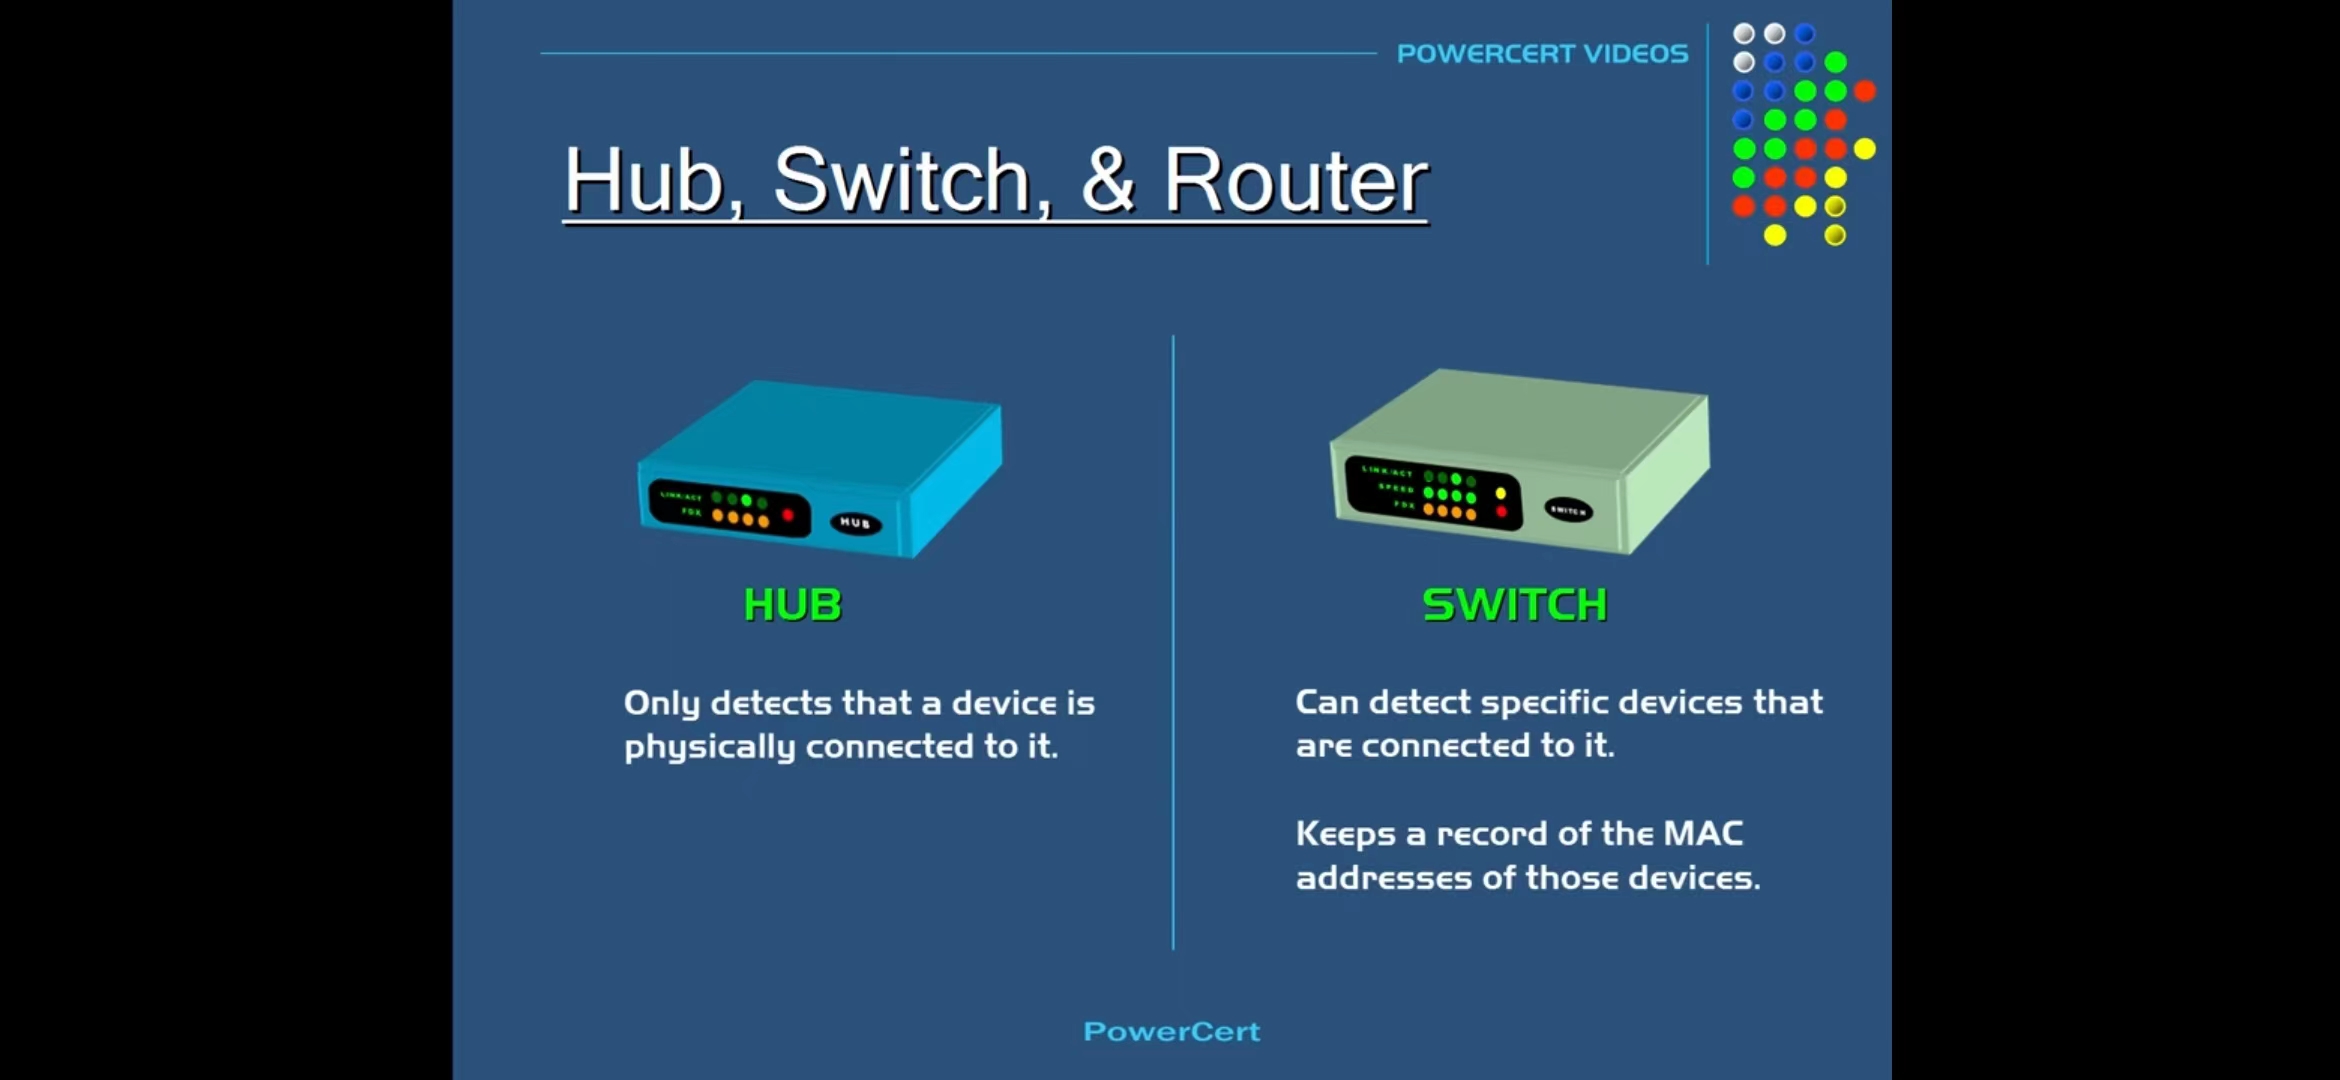 POWERCERT VIDEOS
Hub, Switch, & Router
LINK/ACT
FDX
HUB
LINK/ACT
SPEED
FDX
SWITCH
HUB
SWITCH
Only detects that a device is
physically connected to it.
Can detect specific devices that
are connected to it.
Keeps a record of the MAC
addresses of those devices.
PowerCert